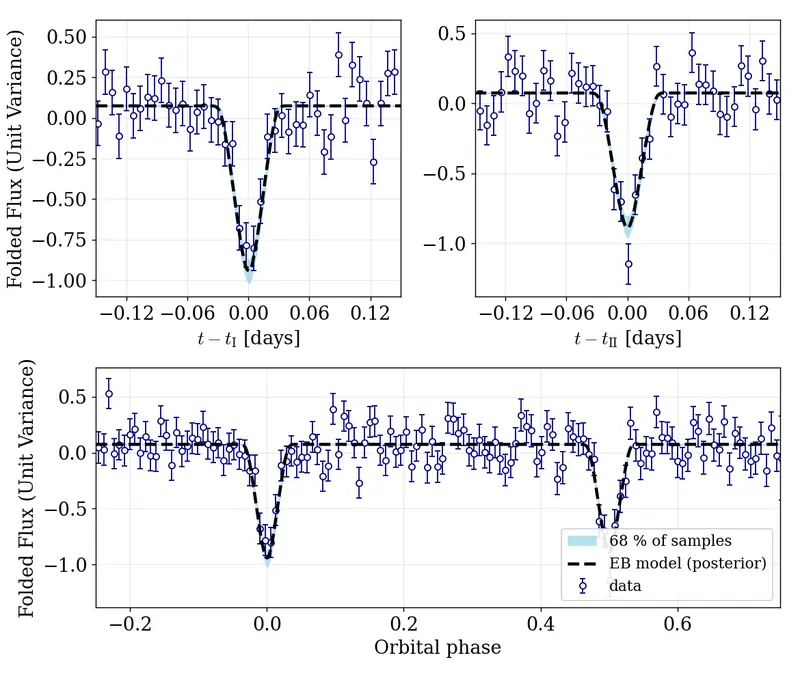 Folded Flux (Unit Variance)
0.50
0.25
0.00
−0.25
−0.50
−0.75
−1.00
−0.12 −0.06 0.00 0.06 0.12
t − tI [days]
0.5
0.0
−0.5
−1.0
−0.12 −0.06 0.00 0.06 0.12
t − tII [days]
Folded Flux (Unit Variance)
0.5
0.0
−0.5
−1.0
68 % of samples
EB model (posterior)
data
−0.2 0.0 0.2 0.4 0.6
Orbital phase